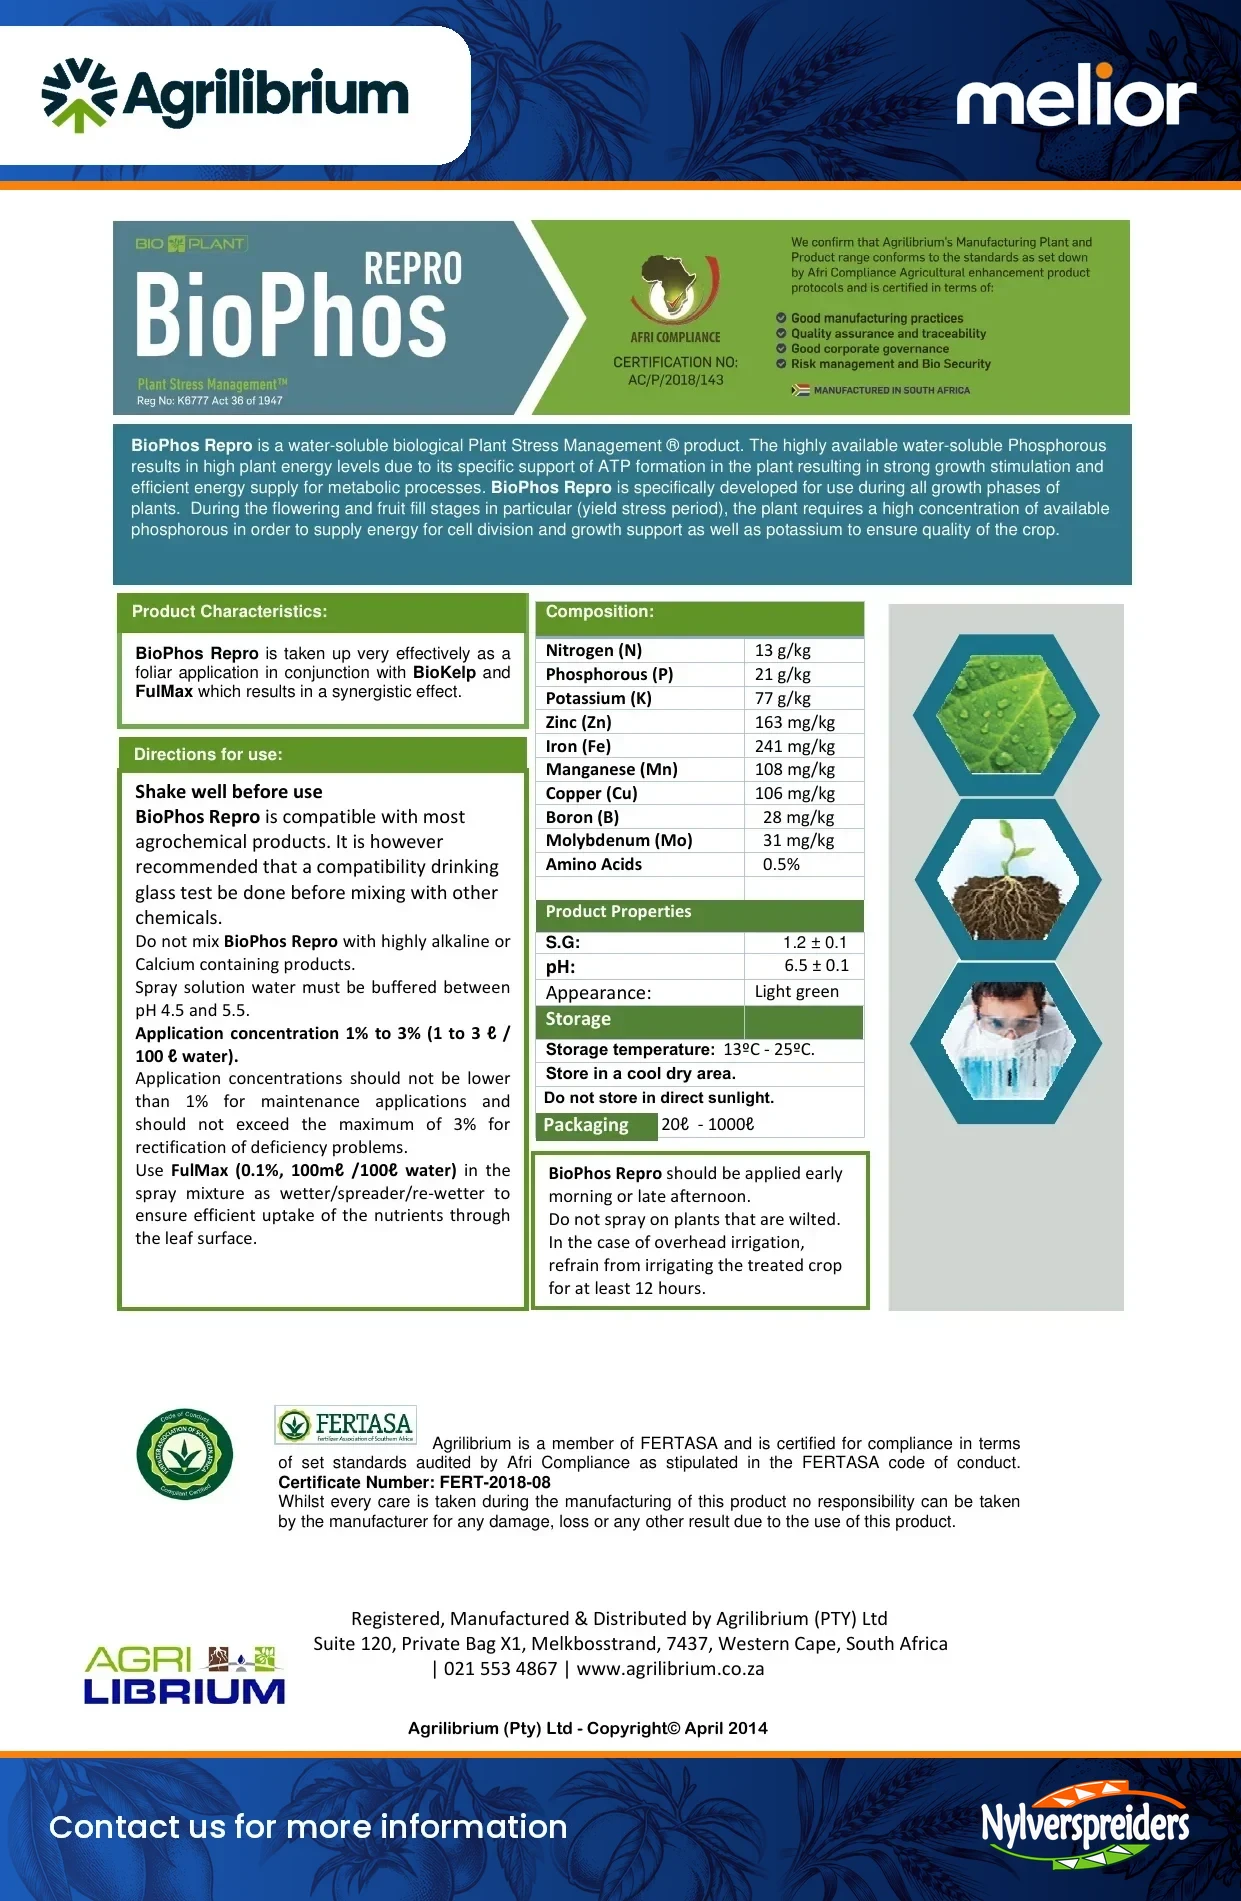 Agrilibrium
melior
BIO PLANT
REPRO
BioPhos
Plant Stress Management™
Reg No: K6777 Act 36 of 1947
AFRI COMPLIANCE
CERTIFICATION NO:
AC/P/2018/143
We confirm that Agrilibrium's Manufacturing Plant and
Product range conforms to the standards as set down
by Afri Compliance Agricultural enhancement product
protocols and is certified in terms of:
Good manufacturing practices
Quality assurance and traceability
Good corporate governance
Risk management and Bio Security
MANUFACTURED IN SOUTH AFRICA
BioPhos Repro is a water-soluble biological Plant Stress Management ® product. The highly available water-soluble Phosphorous
results in high plant energy levels due to its specific support of ATP formation in the plant resulting in strong growth stimulation and
efficient energy supply for metabolic processes. BioPhos Repro is specifically developed for use during all growth phases of
plants. During the flowering and fruit fill stages in particular (yield stress period), the plant requires a high concentration of available
phosphorous in order to supply energy for cell division and growth support as well as potassium to ensure quality of the crop.
Product Characteristics:
BioPhos Repro is taken up very effectively as a
foliar application in conjunction with BioKelp and
FulMax which results in a synergistic effect.
Directions for use:
Shake well before use
BioPhos Repro is compatible with most
agrochemical products. It is however
recommended that a compatibility drinking
glass test be done before mixing with other
chemicals.
Do not mix BioPhos Repro with highly alkaline or
Calcium containing products.
Spray solution water must be buffered between
pH 4.5 and 5.5.
Application concentration 1% to 3% (1 to 3 ℓ /
100 ℓ water).
Application concentrations should not be lower
than 1% for maintenance applications and
should not exceed the maximum of 3% for
rectification of deficiency problems.
Use FulMax (0.1%, 100mℓ /100ℓ water) in the
spray mixture as wetter/spreader/re-wetter to
ensure efficient uptake of the nutrients through
the leaf surface.
Composition:
Nitrogen (N) 13 g/kg
Phosphorous (P) 21 g/kg
Potassium (K) 77 g/kg
Zinc (Zn) 163 mg/kg
Iron (Fe) 241 mg/kg
Manganese (Mn) 108 mg/kg
Copper (Cu) 106 mg/kg
Boron (B) 28 mg/kg
Molybdenum (Mo) 31 mg/kg
Amino Acids 0.5%
Product Properties
S.G: 1.2 ± 0.1
pH: 6.5 ± 0.1
Appearance: Light green
Storage
Storage temperature: 13ºC - 25ºC.
Store in a cool dry area.
Do not store in direct sunlight.
Packaging 20ℓ - 1000ℓ
BioPhos Repro should be applied early
morning or late afternoon.
Do not spray on plants that are wilted.
In the case of overhead irrigation,
refrain from irrigating the treated crop
for at least 12 hours.
Code of Conduct
FERTILIZER ASSOCIATION OF SOUTHERN AFRICA
Compliant Certified
FERTASA
Fertilizer Association of Southern Africa
Agrilibrium is a member of FERTASA and is certified for compliance in terms
of set standards audited by Afri Compliance as stipulated in the FERTASA code of conduct.
Certificate Number: FERT-2018-08
Whilst every care is taken during the manufacturing of this product no responsibility can be taken
by the manufacturer for any damage, loss or any other result due to the use of this product.
Registered, Manufactured & Distributed by Agrilibrium (PTY) Ltd
Suite 120, Private Bag X1, Melkbosstrand, 7437, Western Cape, South Africa
| 021 553 4867 | www.agrilibrium.co.za
AGRI
LIBRIUM
Agrilibrium (Pty) Ltd - Copyright© April 2014
Contact us for more information
Nylverspreiders